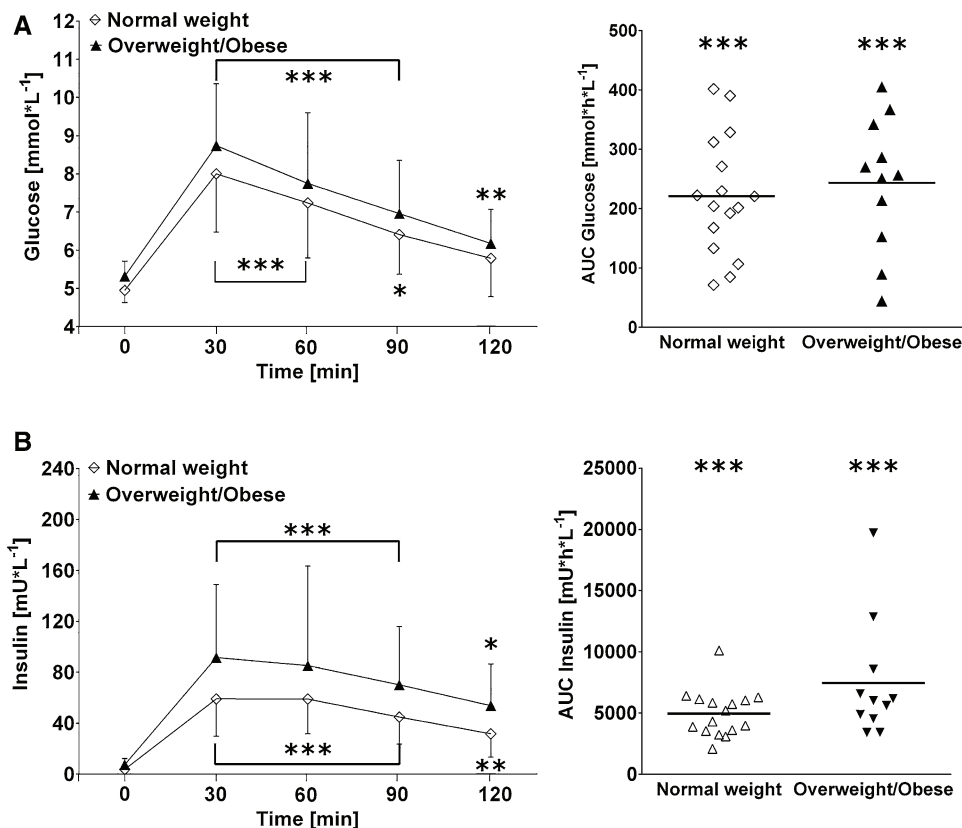 A
Normal weight
Overweight/Obese
Glucose [mmol*L-1]
12
11
10
9
8
7
6
5
4
***
***
**
*
0 30 60 90 120
Time [min]
AUC Glucose [mmol*h*L-1]
500
400
300
200
100
0
*** ***
Normal weight Overweight/Obese
B
Normal weight
Overweight/Obese
Insulin [mU*L-1]
240
200
160
120
80
40
0
***
*
***
**
0 30 60 90 120
Time [min]
AUC Insulin [mU*h*L-1]
25000
20000
15000
10000
5000
0
*** ***
Normal weight Overweight/Obese